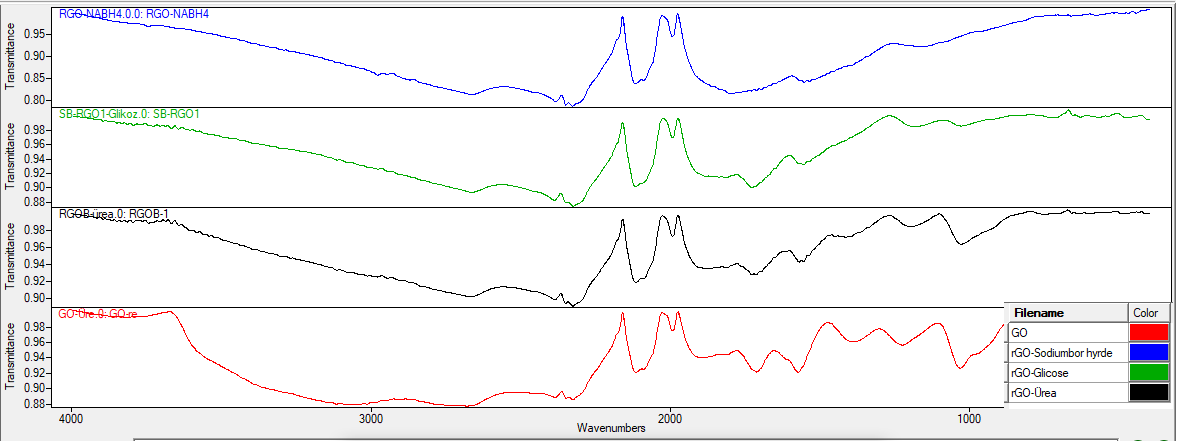 RGO-NABH4.0.0: RGO-NABH4
Transmittance
0.95
0.90
0.85
0.80
SB-RGO1-Glikoz.0: SB-RGO1
Transmittance
0.98
0.96
0.94
0.92
0.90
0.88
RGOB-ürea.0: RGOB-1
Transmittance
0.98
0.96
0.94
0.92
0.90
GO-Üre.0: GO-re
Transmittance
0.98
0.96
0.94
0.92
0.90
0.88
Filename Color
GO
rGO-Sodiumbor hyrde
rGO-Glicose
rGO-Ürea
4000 3000 2000 1000
Wavenumbers